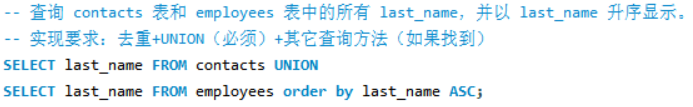 -- 查询 contacts 表和 employees 表中的所有 last_name，并以 last_name 升序显示。
-- 实现要求：去重+UNION（必须）+其它查询方法（如果找到）
SELECT last_name FROM contacts UNION
SELECT last_name FROM employees order by last_name ASC;